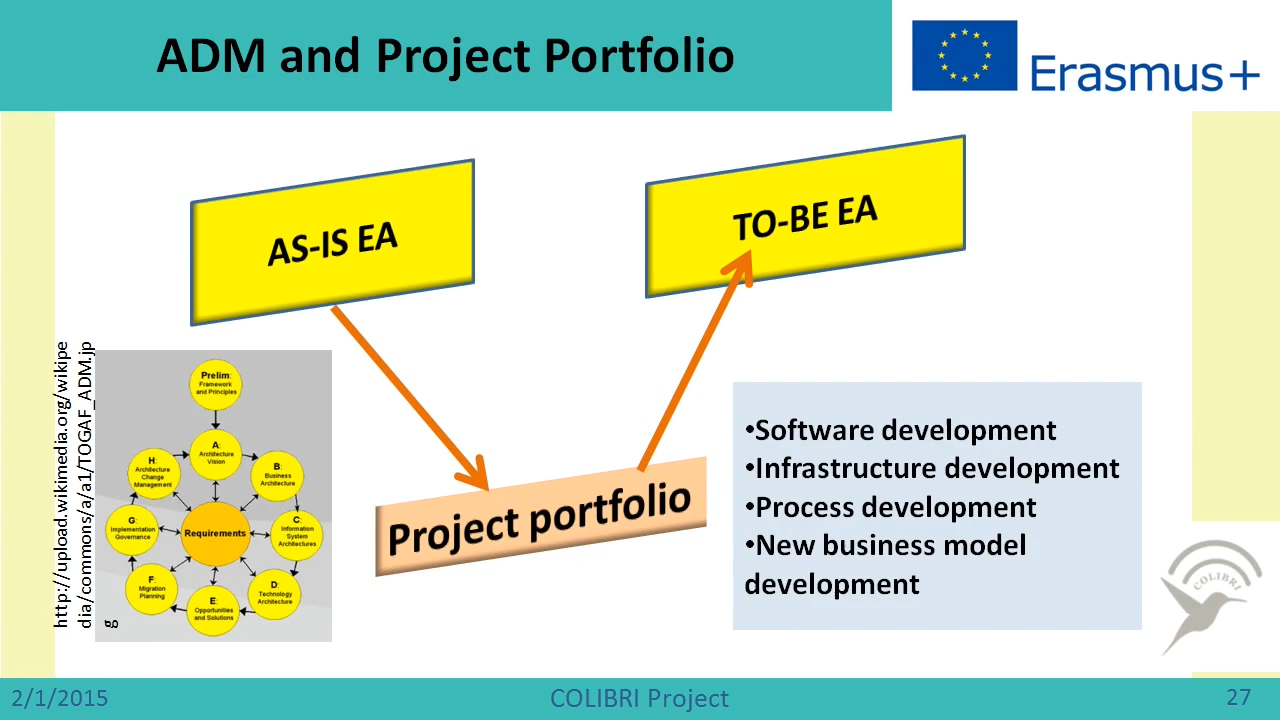 ADM and Project Portfolio
Erasmus+
AS-IS EA
TO-BE EA
http://upload.wikimedia.org/wikipe
dia/commons/a/a1/TOGAF_ADM.jp
g
Prelim:
Framework
and Principles
A:
Architecture
Vision
B:
Business
Architecture
C:
Information
System
Architectures
D:
Technology
Architecture
E:
Opportunities
and Solutions
F:
Migration
Planning
G:
Implementation
Governance
H:
Architecture
Change
Management
Requirements
Project portfolio
•Software development
•Infrastructure development
•Process development
•New business model
development
COLIBRI
2/1/2015
COLIBRI Project
27